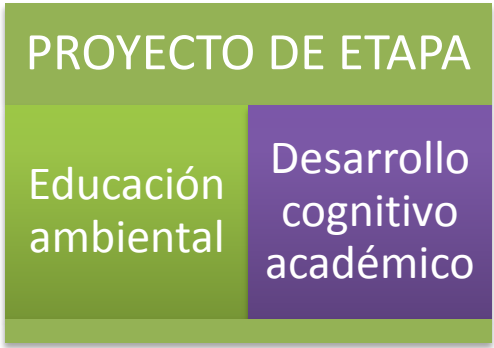 PROYECTO DE ETAPA
Educación
ambiental
Desarrollo
cognitivo
académico